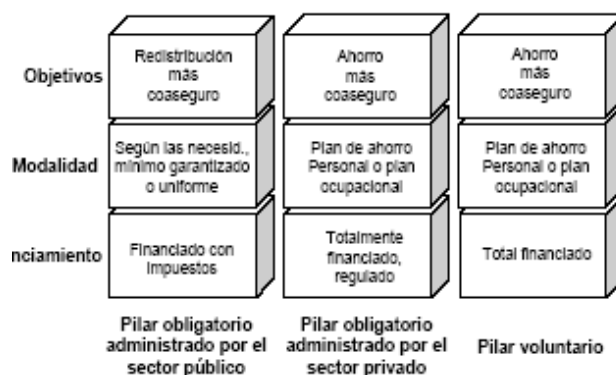 Objetivos
Redistribución
más
coaseguro
Ahorro
más
coaseguro
Ahorro
más
coaseguro
Modalidad
Según las necesid.,
mínimo garantizado
o uniforme
Plan de ahorro
Personal o plan
ocupacional
Plan de ahorro
Personal o plan
ocupacional
nciamiento
Financiado con
Impuestos
Totalmente
financiado,
regulado
Total financiado
Pilar obligatorio
administrado por el
sector público
Pilar obligatorio
administrado por el
sector privado
Pilar voluntario